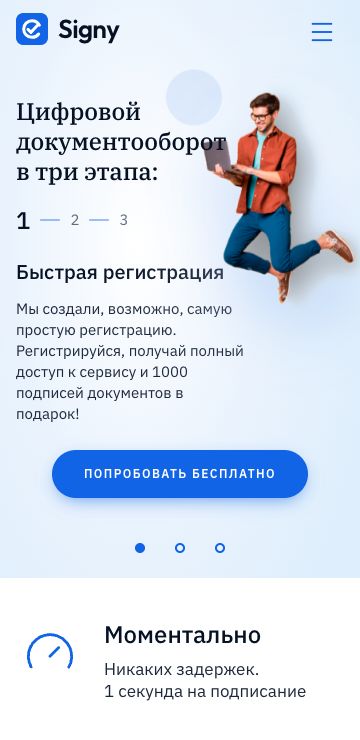 Signy
Цифровой
документооборот
в три этапа:
1 2 3
Быстрая регистрация
Мы создали, возможно, самую
простую регистрацию.
Регистрируйся, получай полный
доступ к сервису и 1000
подписей документов в
подарок!
ПОПРОБОВАТЬ БЕСПЛАТНО
Моментально
Никаких задержек.
1 секунда на подписание